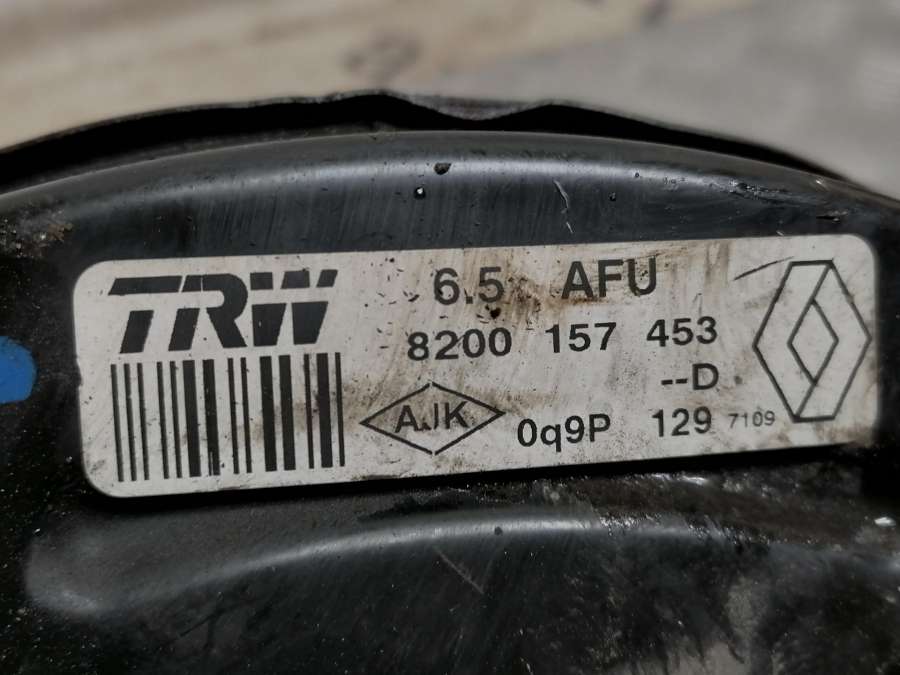 TRW
6.5 AFU
8200 157 453
--D
AJK
0q9P 129 7109